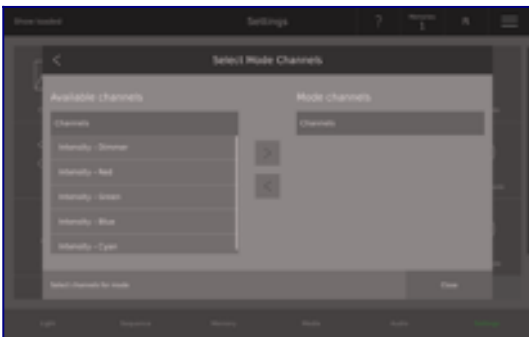 Show loaded
Settings
?
1
Select Mode Channels
Available channels
Mode channels
Channels
Channels
Intensity - Dimmer
Intensity - Red
Intensity - Green
Intensity - Blue
Intensity - Cyan
>
<
Select channels for mode
Close
Light
Sequence
Memory
Media
Audio
Settings